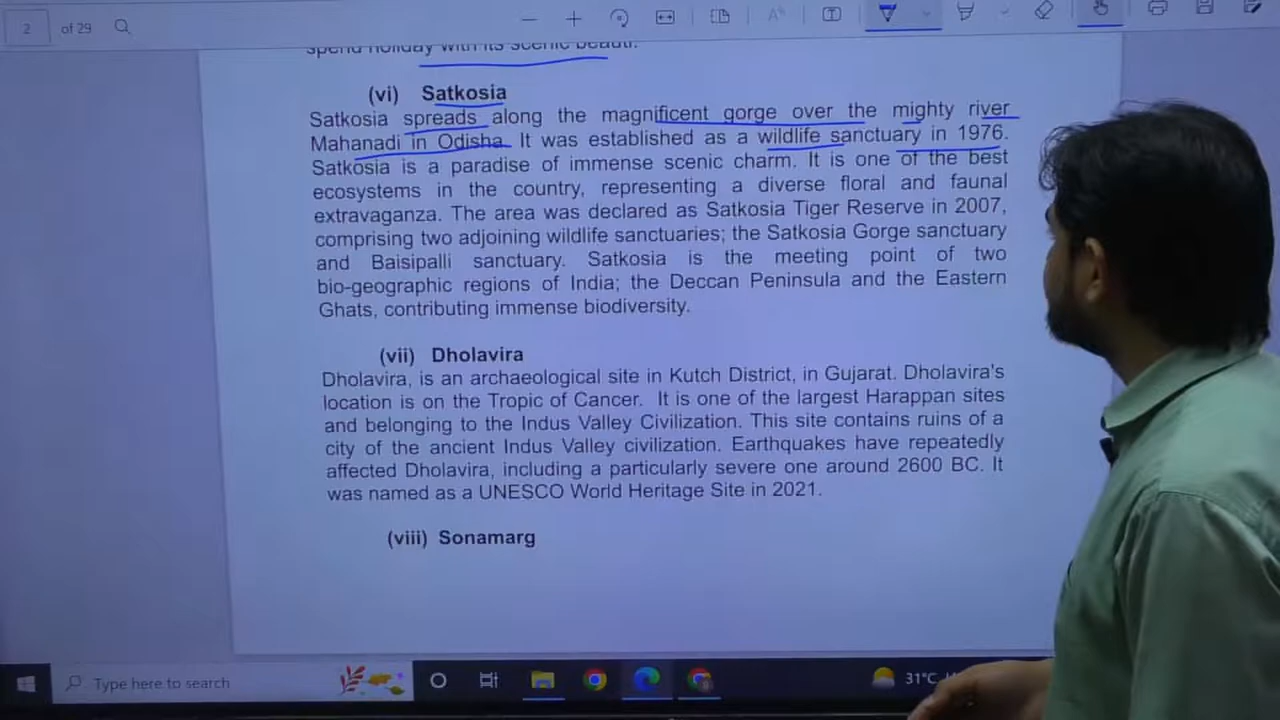 2 of 29
spend holiday with its scenic beauti.
(vi) Satkosia
Satkosia spreads along the magnificent gorge over the mighty river
Mahanadi in Odisha. It was established as a wildlife sanctuary in 1976.
Satkosia is a paradise of immense scenic charm. It is one of the best
ecosystems in the country, representing a diverse floral and faunal
extravaganza. The area was declared as Satkosia Tiger Reserve in 2007,
comprising two adjoining wildlife sanctuaries; the Satkosia Gorge sanctuary
and Baisipalli sanctuary. Satkosia is the meeting point of two
bio-geographic regions of India; the Deccan Peninsula and the Eastern
Ghats, contributing immense biodiversity.
(vii) Dholavira
Dholavira, is an archaeological site in Kutch District, in Gujarat. Dholavira's
location is on the Tropic of Cancer. It is one of the largest Harappan sites
and belonging to the Indus Valley Civilization. This site contains ruins of a
city of the ancient Indus Valley civilization. Earthquakes have repeatedly
affected Dholavira, including a particularly severe one around 2600 BC. It
was named as a UNESCO World Heritage Site in 2021.
(viii) Sonamarg
Type here to search
31°C